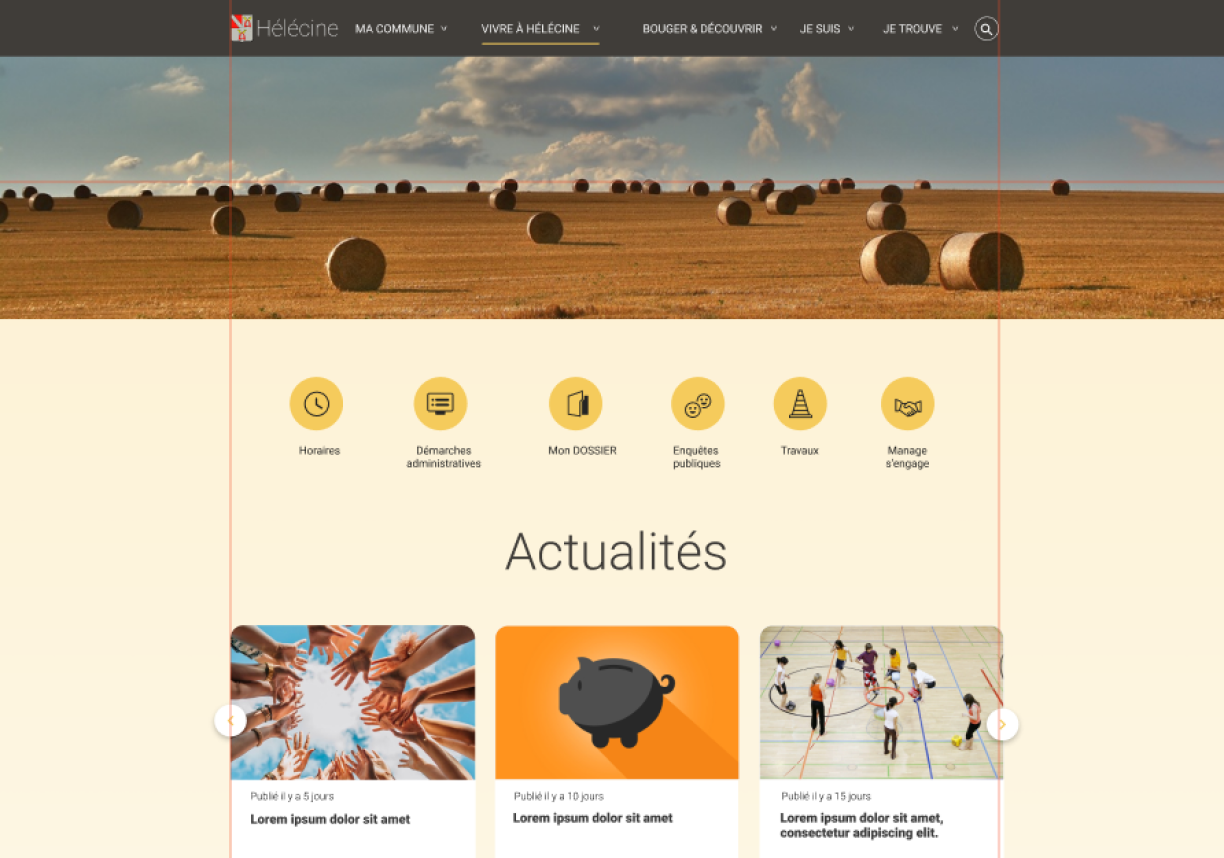 Hélécine
MA COMMUNE
VIVRE À HÉLÉCINE
BOUGER & DÉCOUVRIR
JE SUIS
JE TROUVE
Horaires
Démarches
administratives
Mon DOSSIER
Enquêtes
publiques
Travaux
Manage
s'engage
Actualités
Publié il y a 5 jours
Lorem ipsum dolor sit amet
Publié il y a 10 jours
Lorem ipsum dolor sit amet
Publié il y a 15 jours
Lorem ipsum dolor sit amet,
consectetur adipiscing elit.